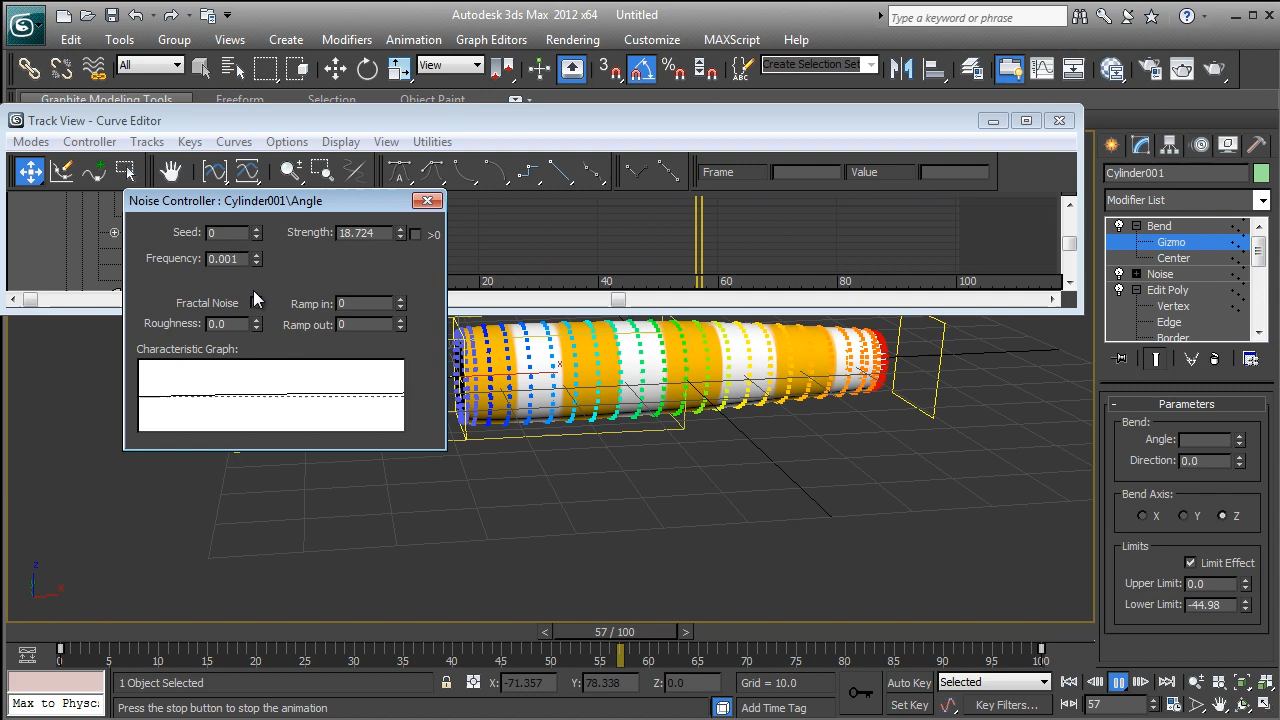 Autodesk 3ds Max 2012 x64 Untitled
Type a keyword or phrase
Edit Tools Group Views Create Modifiers Animation Graph Editors Rendering Customize MAXScript Help
All View 3 Create Selection Set
Graphite Modeling Tools Freeform Selection Object Paint
Track View - Curve Editor
Modes Controller Tracks Keys Curves Options Display View Utilities
Frame Value
Noise Controller : Cylinder001\Angle
Seed: 0 Strength: 18.724 >0
Frequency: 0.001
Fractal Noise Ramp in: 0
Roughness: 0.0 Ramp out: 0
Characteristic Graph:
20 40 60 80 100
Cylinder001
Modifier List
Bend
Gizmo
Center
Noise
Edit Poly
Vertex
Edge
Border
- Parameters
Bend:
Angle:
Direction: 0.0
Bend Axis:
X Y Z
Limits
Limit Effect
Upper Limit: 0.0
Lower Limit: -44.98
z
x
x
< 57 / 100 >
0 5 10 15 20 25 30 35 40 45 50 55 60 65 70 75 80 85 90 95 100
1 Object Selected X: -71.357 Y: 78.338 Z: 0.0 Grid = 10.0 Auto Key Selected
Max to Physc: Press the stop button to stop the animation Add Time Tag Set Key Key Filters... 57